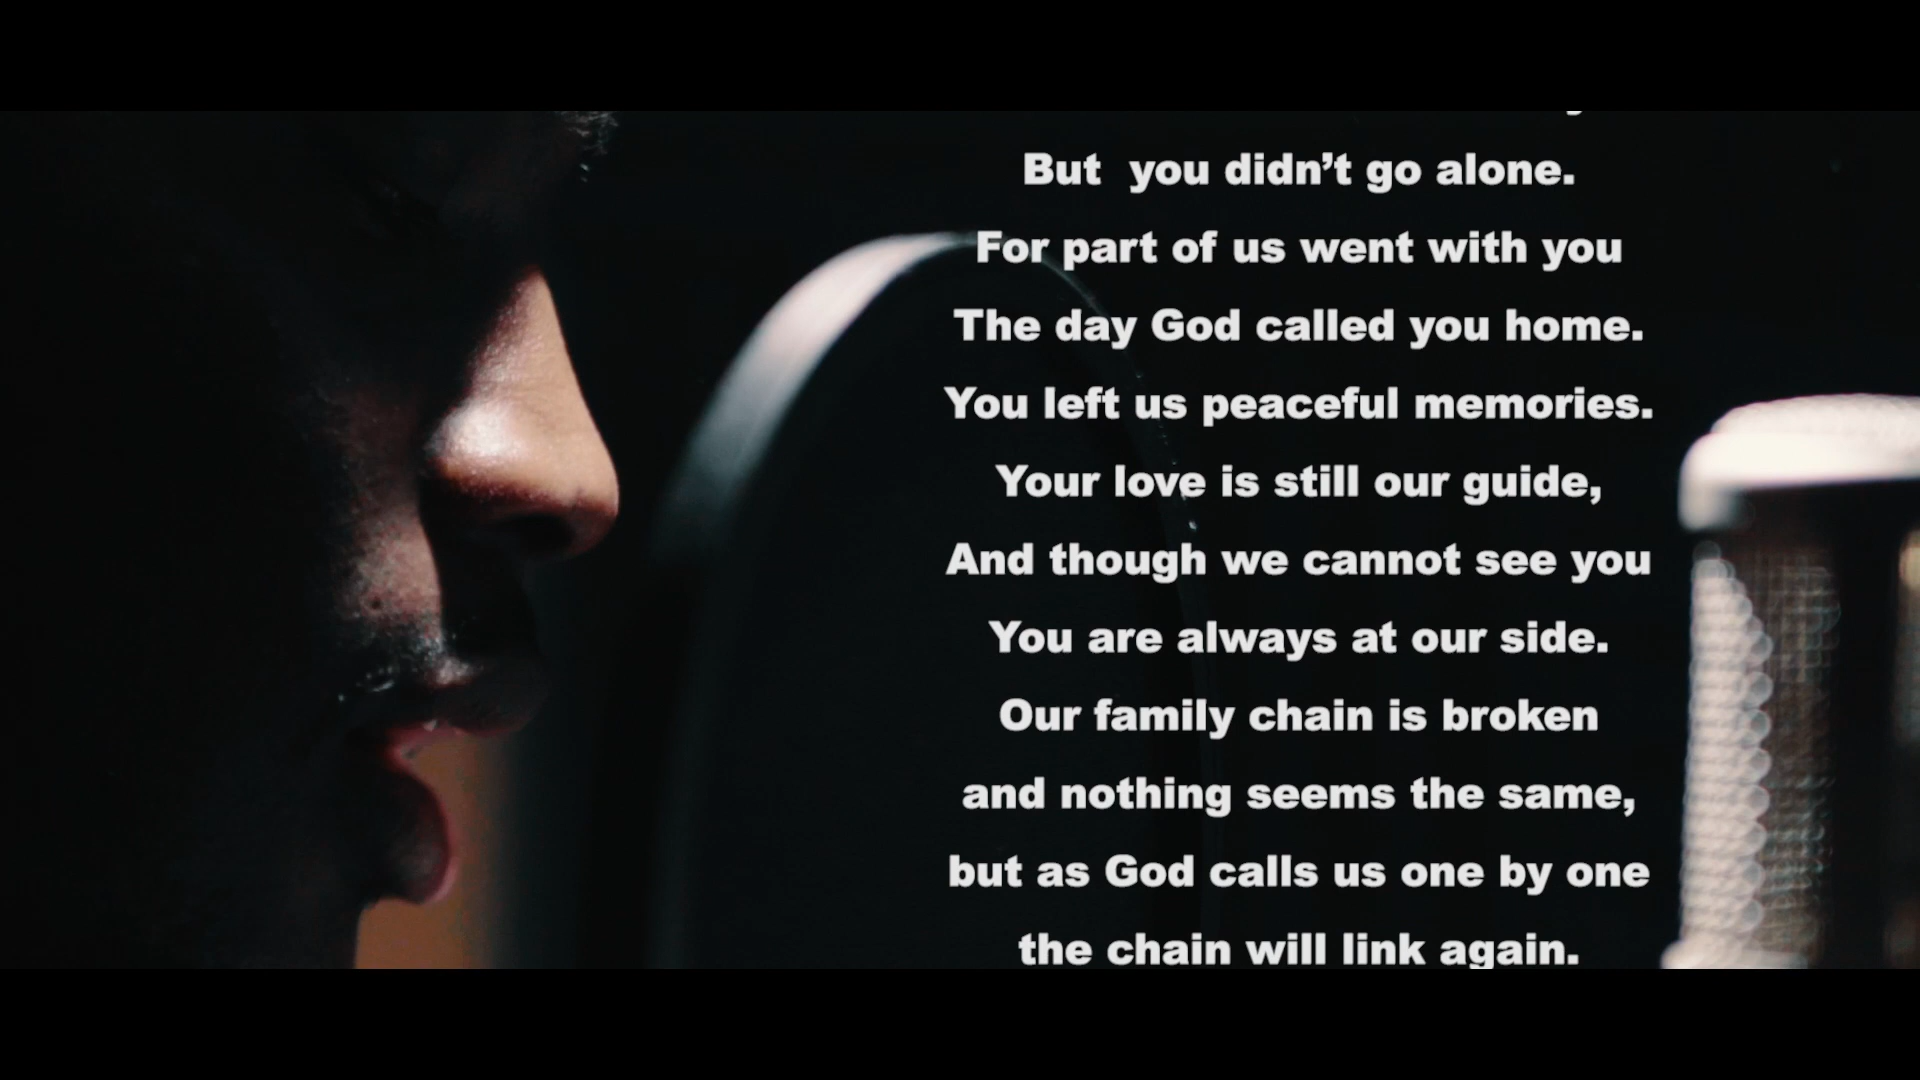 But  you didn’t go alone.
For part of us went with you
The day God called you home.
You left us peaceful memories.
Your love is still our guide,
And though we cannot see you
You are always at our side.
Our family chain is broken
and nothing seems the same,
but as God calls us one by one
the chain will link again.